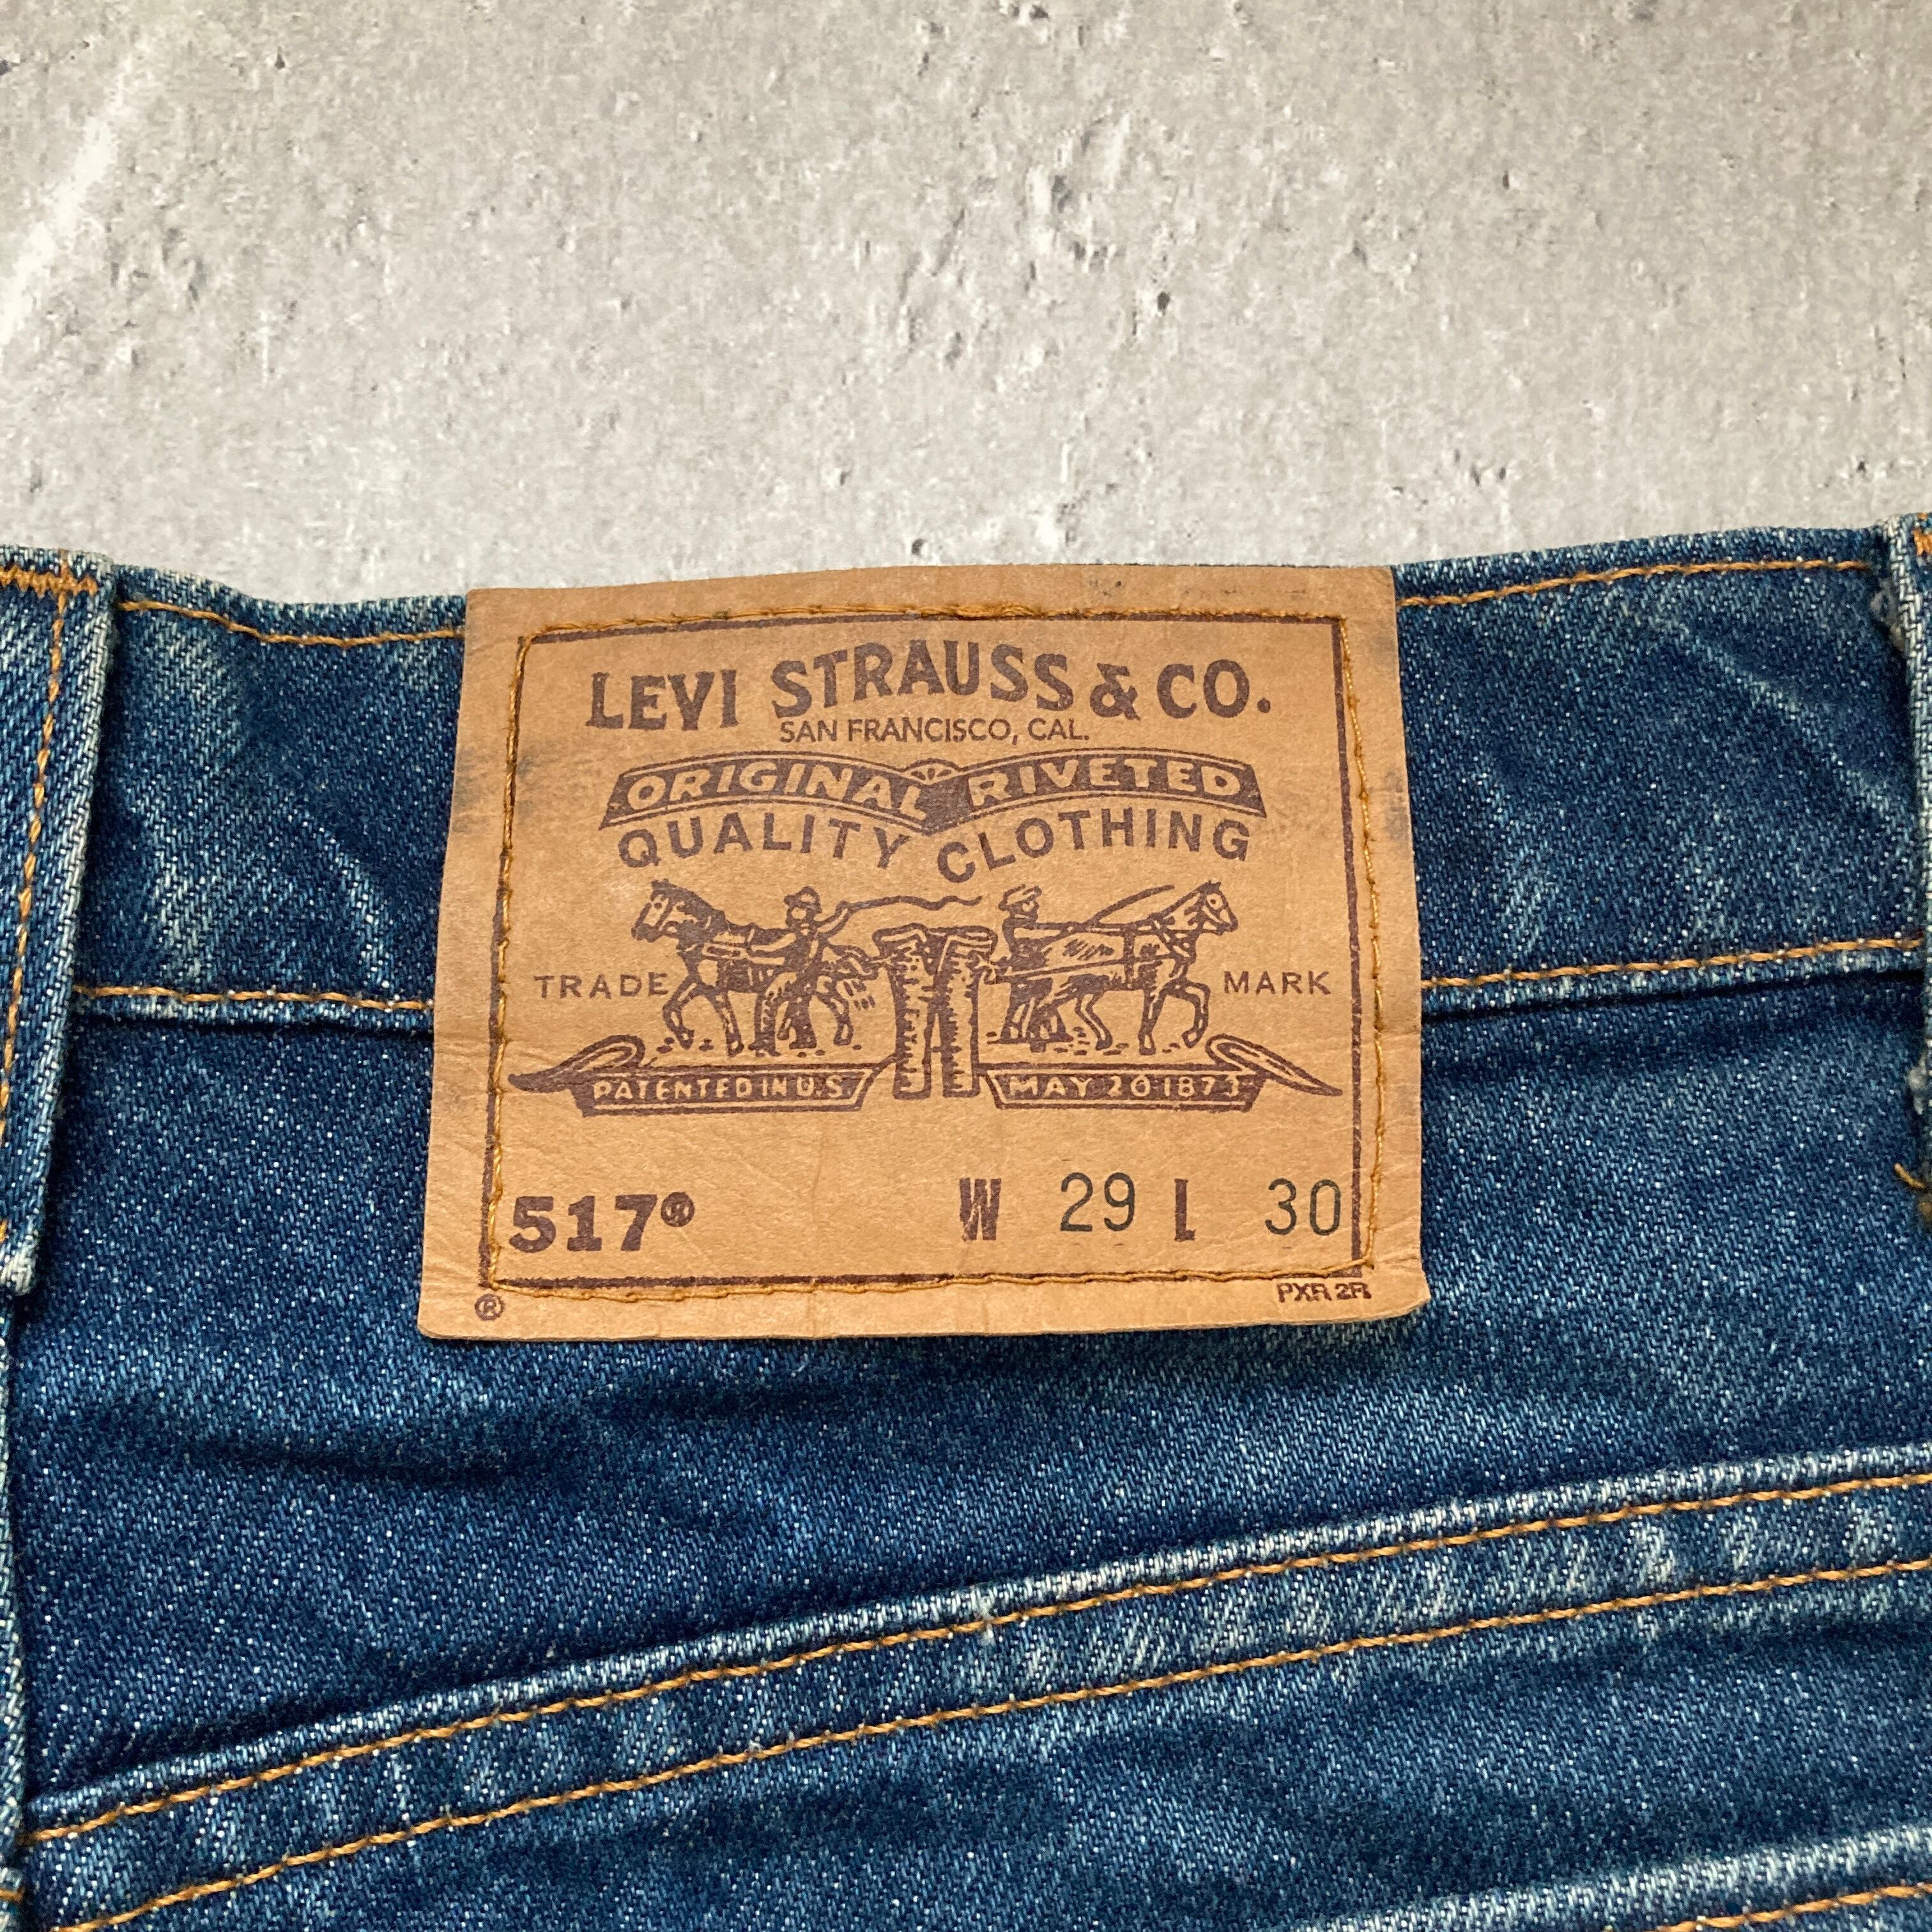 LEVI STRAUSS & CO.
SAN FRANCISCO, CAL.
ORIGINAL RIVETED
QUALITY CLOTHING
TRADE MARK
PATENTED IN U.S. MAY 20 1873
517® W 29 L 30
® PXR 2R